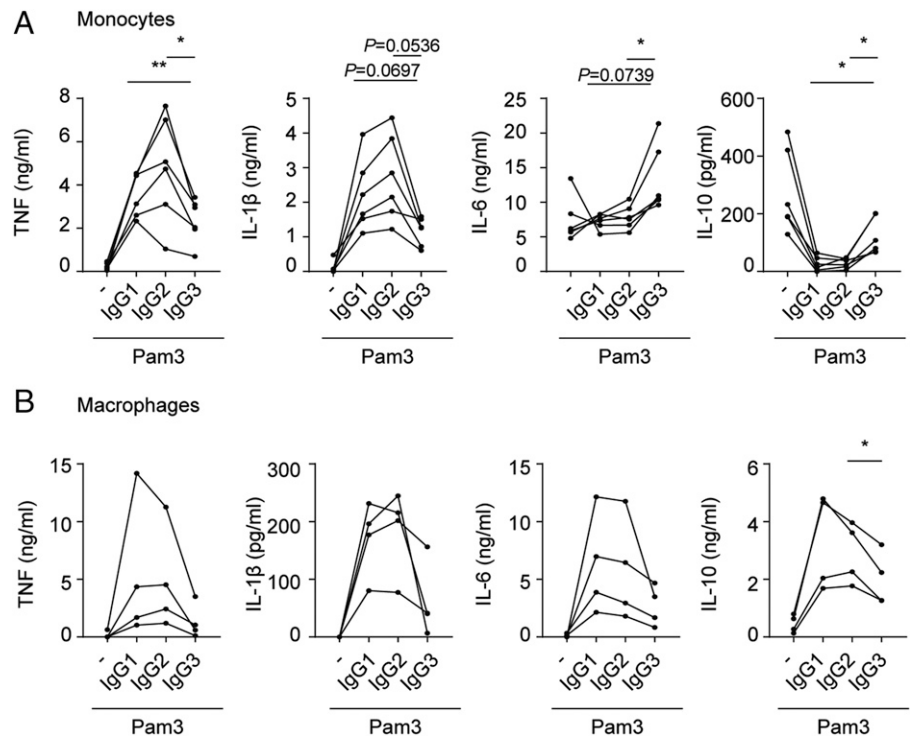 A Monocytes
**
*
TNF (ng/ml)
8
6
4
2
0
- IgG1 IgG2 IgG3
Pam3
P=0.0536
P=0.0697
IL-1β (ng/ml)
5
4
3
2
1
0
- IgG1 IgG2 IgG3
Pam3
*
P=0.0739
IL-6 (ng/ml)
25
20
15
10
5
0
- IgG1 IgG2 IgG3
Pam3
*
*
IL-10 (pg/ml)
600
400
200
0
- IgG1 IgG2 IgG3
Pam3
B Macrophages
TNF (ng/ml)
15
10
5
0
- IgG1 IgG2 IgG3
Pam3
IL-1β (pg/ml)
300
200
100
0
- IgG1 IgG2 IgG3
Pam3
IL-6 (ng/ml)
15
10
5
0
- IgG1 IgG2 IgG3
Pam3
*
IL-10 (ng/ml)
6
4
2
0
- IgG1 IgG2 IgG3
Pam3